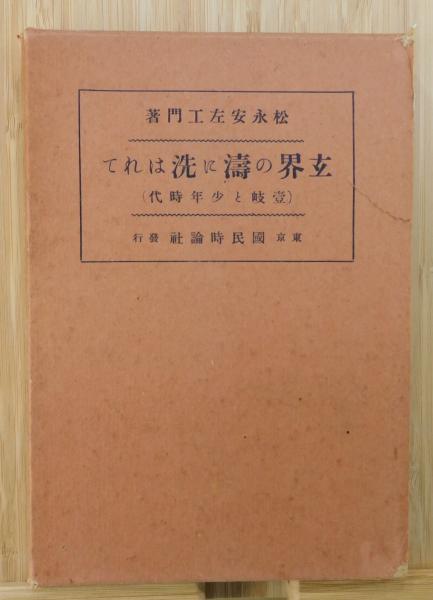 松永安左エ門著
玄界の濤に洗はれて
(壹岐と少年時代)
東京 國民時論社 發行